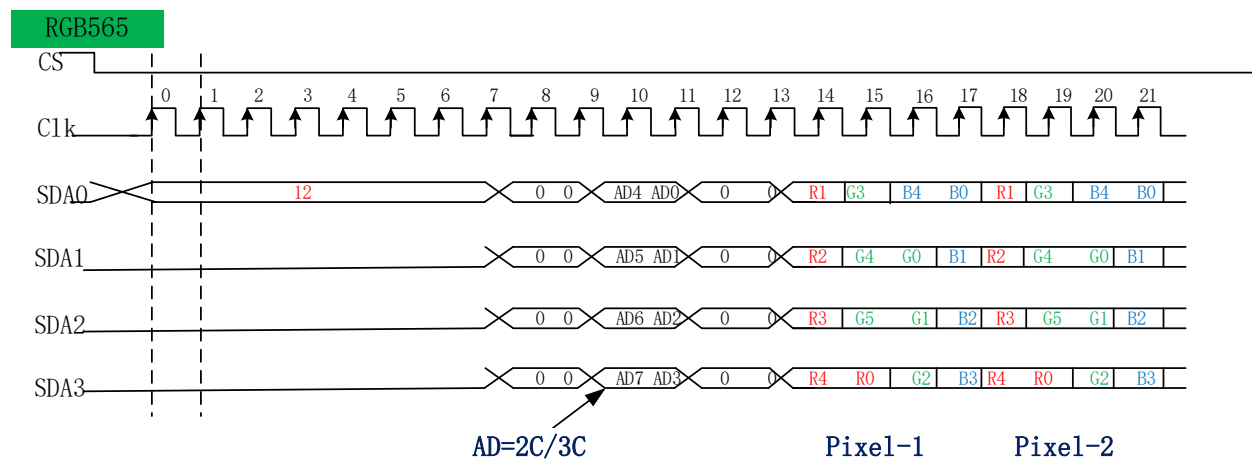 RGB565
CS
0 1 2 3 4 5 6 7 8 9 10 11 12 13 14 15 16 17 18 19 20 21
Clk
SDA0 12 0 0 AD4 AD0 0 0 R1 G3 B4 B0 R1 G3 B4 B0
SDA1 0 0 AD5 AD1 0 0 R2 G4 G0 B1 R2 G4 G0 B1
SDA2 0 0 AD6 AD2 0 0 R3 G5 G1 B2 R3 G5 G1 B2
SDA3 0 0 AD7 AD3 0 0 R4 R0 G2 B3 R4 R0 G2 B3
AD=2C/3C Pixel-1 Pixel-2